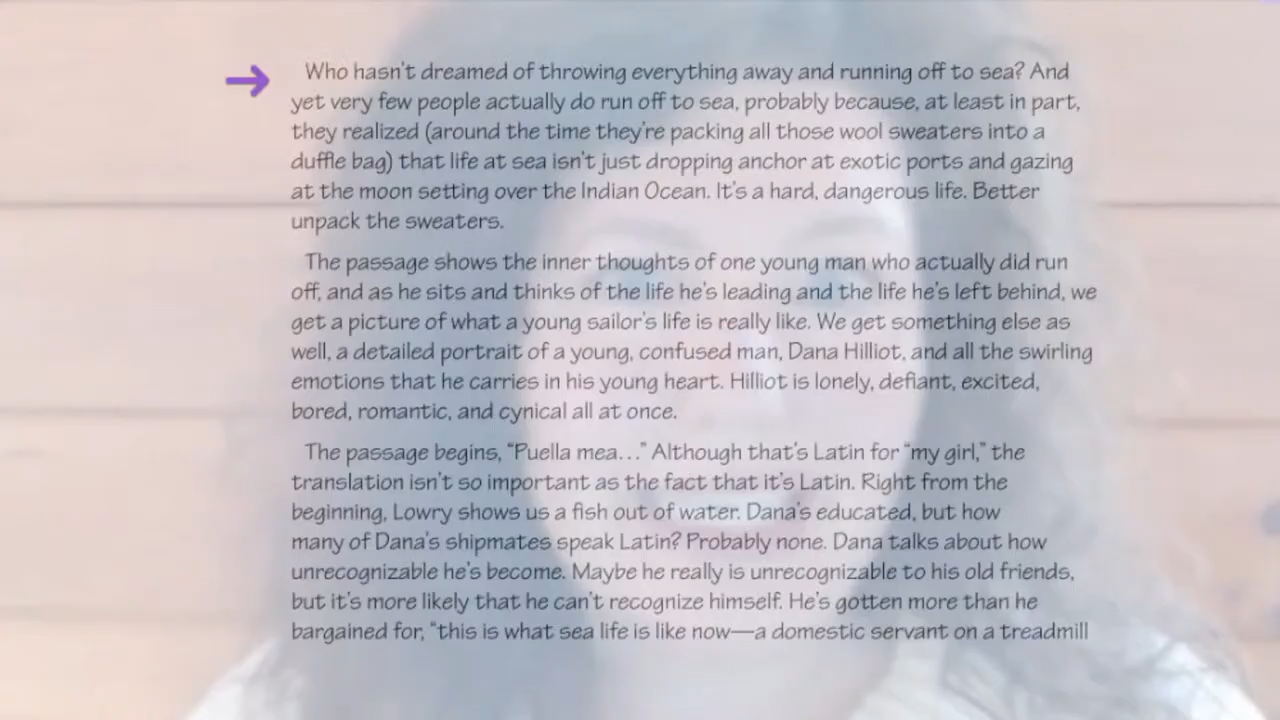 Who hasn't dreamed of throwing everything away and running off to sea? And
yet very few people actually do run off to sea, probably because, at least in part,
they realized (around the time they're packing all those wool sweaters into a
duffle bag) that life at sea isn't just dropping anchor at exotic ports and gazing
at the moon setting over the Indian Ocean. It's a hard, dangerous life. Better
unpack the sweaters.
The passage shows the inner thoughts of one young man who actually did run
off, and as he sits and thinks of the life he's leading and the life he's left behind, we
get a picture of what a young sailor's life is really like. We get something else as
well, a detailed portrait of a young, confused man, Dana Hilliot, and all the swirling
emotions that he carries in his young heart. Hilliot is lonely, defiant, excited,
bored, romantic, and cynical all at once.
The passage begins, "Puella mea..." Although that's Latin for "my girl," the
translation isn't so important as the fact that it's Latin. Right from the
beginning, Lowry shows us a fish out of water. Dana's educated, but how
many of Dana's shipmates speak Latin? Probably none. Dana talks about how
unrecognizable he's become. Maybe he really is unrecognizable to his old friends,
but it's more likely that he can't recognize himself. He's gotten more than he
bargained for, "this is what sea life is like now—a domestic servant on a treadmill